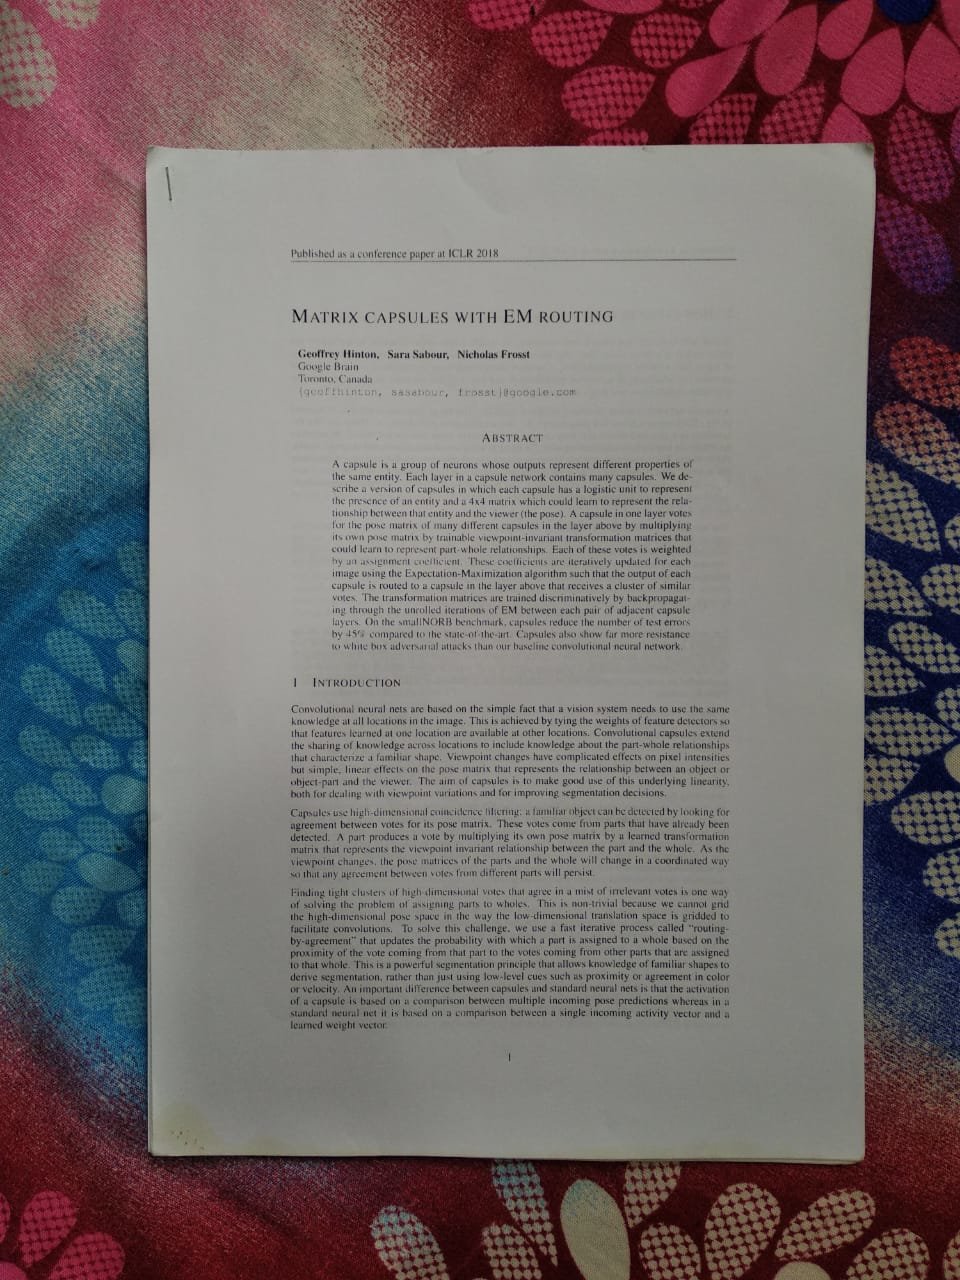 Published as a conference paper at ICLR 2018
MATRIX CAPSULES WITH EM ROUTING
Geoffrey Hinton, Sara Sabour, Nicholas Frosst
Google Brain
Toronto, Canada
{geoffhinton, sasabour, frosst}@google.com
ABSTRACT
A capsule is a group of neurons whose outputs represent different properties of
the same entity. Each layer in a capsule network contains many capsules. We de-
scribe a version of capsules in which each capsule has a logistic unit to represent
the presence of an entity and a 4x4 matrix which could learn to represent the rela-
tionship between that entity and the viewer (the pose). A capsule in one layer votes
for the pose matrix of many different capsules in the layer above by multiplying
its own pose matrix by trainable viewpoint-invariant transformation matrices that
could learn to represent part-whole relationships. Each of these votes is weighted
by an assignment coefficient. These coefficients are iteratively updated for each
image using the Expectation-Maximization algorithm such that the output of each
capsule is routed to a capsule in the layer above that receives a cluster of similar
votes. The transformation matrices are trained discriminatively by backpropagat-
ing through the unrolled iterations of EM between each pair of adjacent capsule
layers. On the smallNORB benchmark, capsules reduce the number of test errors
by 45% compared to the state-of-the-art. Capsules also show far more resistance
to white box adversarial attacks than our baseline convolutional neural network.
1 INTRODUCTION
Convolutional neural nets are based on the simple fact that a vision system needs to use the same
knowledge at all locations in the image. This is achieved by tying the weights of feature detectors so
that features learned at one location are available at other locations. Convolutional capsules extend
the sharing of knowledge across locations to include knowledge about the part-whole relationships
that characterize a familiar shape. Viewpoint changes have complicated effects on pixel intensities
but simple, linear effects on the pose matrix that represents the relationship between an object or
object-part and the viewer. The aim of capsules is to make good use of this underlying linearity,
both for dealing with viewpoint variations and for improving segmentation decisions.
Capsules use high-dimensional coincidence filtering: a familiar object can be detected by looking for
agreement between votes for its pose matrix. These votes come from parts that have already been
detected. A part produces a vote by multiplying its own pose matrix by a learned transformation
matrix that represents the viewpoint invariant relationship between the part and the whole. As the
viewpoint changes, the pose matrices of the parts and the whole will change in a coordinated way
so that any agreement between votes from different parts will persist.
Finding tight clusters of high-dimensional votes that agree in a mist of irrelevant votes is one way
of solving the problem of assigning parts to wholes. This is non-trivial because we cannot grid
the high-dimensional pose space in the way the low-dimensional translation space is gridded to
facilitate convolutions. To solve this challenge, we use a fast iterative process called "routing-
by-agreement" that updates the probability with which a part is assigned to a whole based on the
proximity of the vote coming from that part to the votes coming from other parts that are assigned
to that whole. This is a powerful segmentation principle that allows knowledge of familiar shapes to
derive segmentation, rather than just using low-level cues such as proximity or agreement in color
or velocity. An important difference between capsules and standard neural nets is that the activation
of a capsule is based on a comparison between multiple incoming pose predictions whereas in a
standard neural net it is based on a comparison between a single incoming activity vector and a
learned weight vector.
1